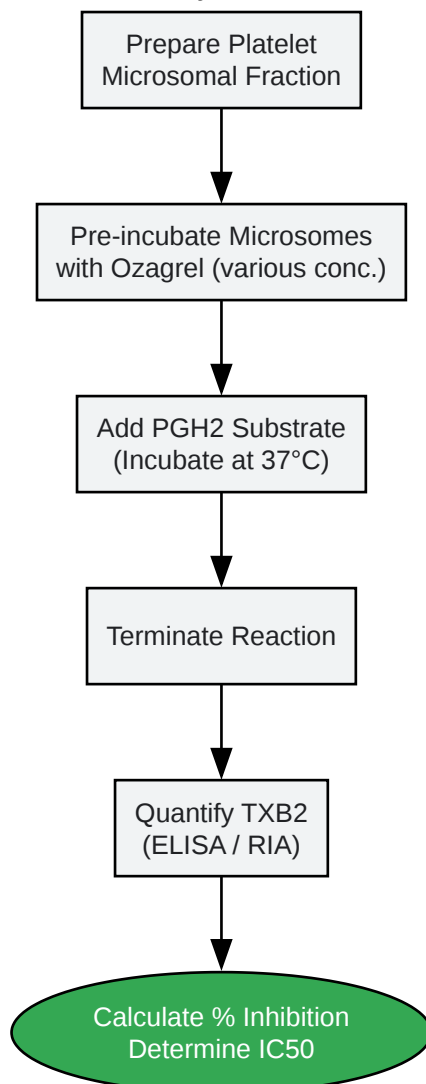 Prepare Platelet
Microsomal Fraction
Pre-incubate Microsomes
with Ozagrel (various conc.)
Add PGH2 Substrate
(Incubate at 37°C)
Terminate Reaction
Quantify TXB2
(ELISA / RIA)
Calculate % Inhibition
Determine IC50